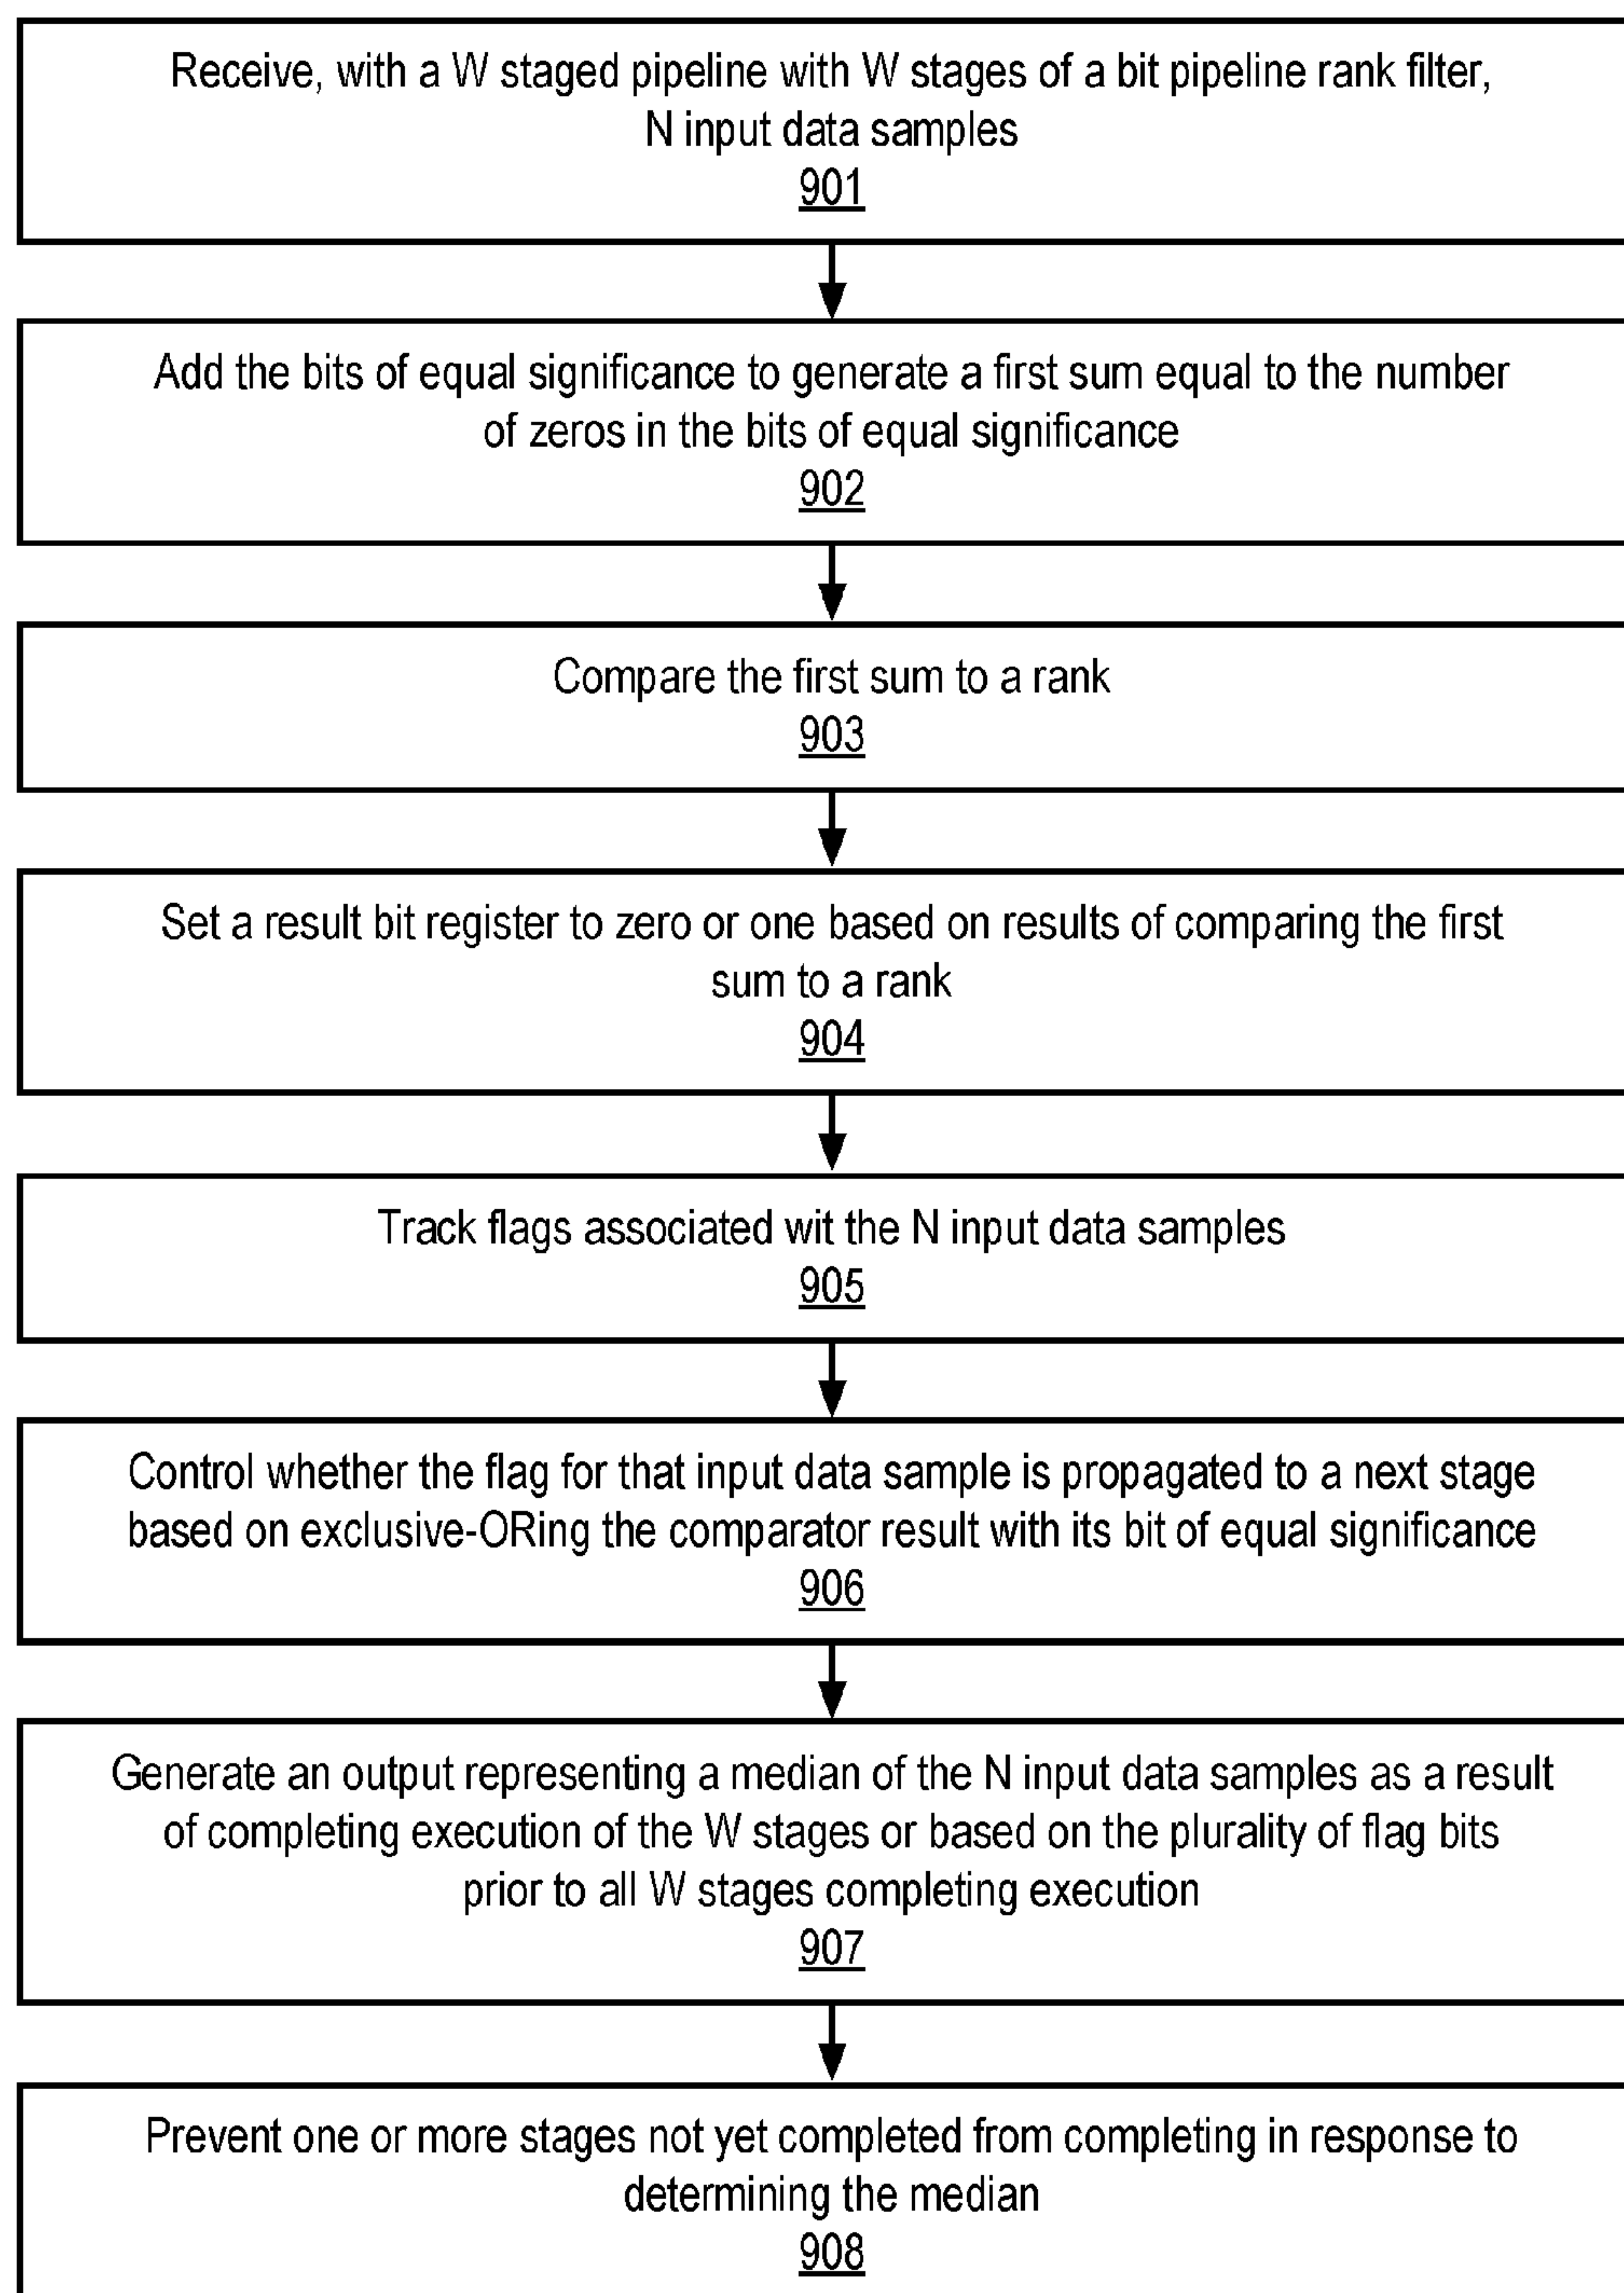 Receive, with a W staged pipeline with W stages of a bit pipeline rank filter,
N input data samples
901
Add the bits of equal significance to generate a first sum equal to the number
of zeros in the bits of equal significance
902
Compare the first sum to a rank
903
Set a result bit register to zero or one based on results of comparing the first
sum to a rank
904
Track flags associated wit the N input data samples
905
Control whether the flag for that input data sample is propagated to a next stage
based on exclusive-ORing the comparator result with its bit of equal significance
906
Generate an output representing a median of the N input data samples as a result
of completing execution of the W stages or based on the plurality of flag bits
prior to all W stages completing execution
907
Prevent one or more stages not yet completed from completing in response to
determining the median
908